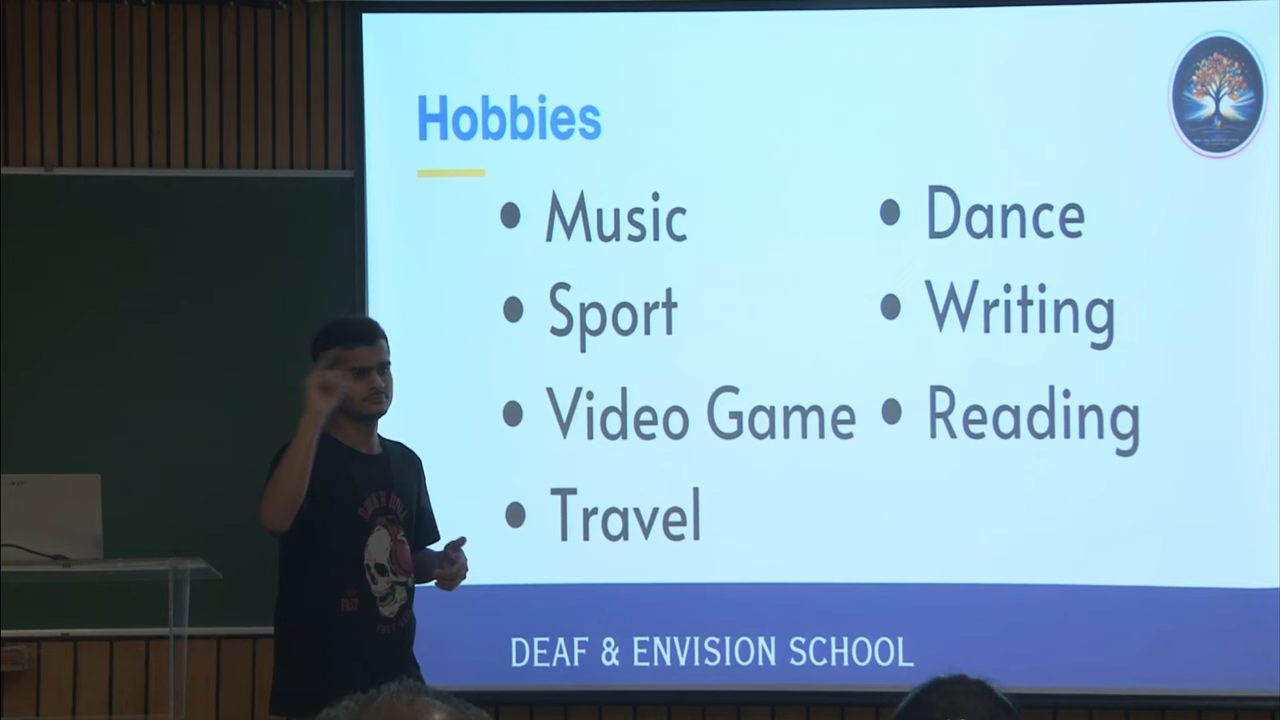 Hobbies
• Music
• Sport
• Video Game
• Travel
• Dance
• Writing
• Reading
DEAF & ENVISION SCHOOL